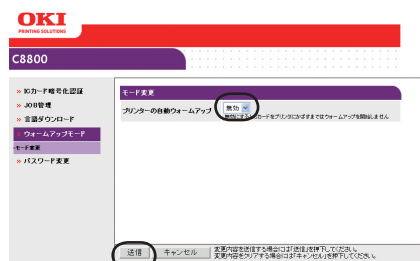 OKI
PRINTING SOLUTIONS
C8800
» ICカード暗号化認証
» JOB管理
» 言語ダウンロード
» ウォームアップモード
-モード変更
» パスワード変更
モード変更
プリンターの自動ウォームアップ
無効
無効にするとICカードをプリンタにかざすまではウォームアップを開始しません
送信
キャンセル
変更内容を送信する場合には「送信」を押下してください。
変更内容をクリアする場合には「キャンセル」を押下してください。